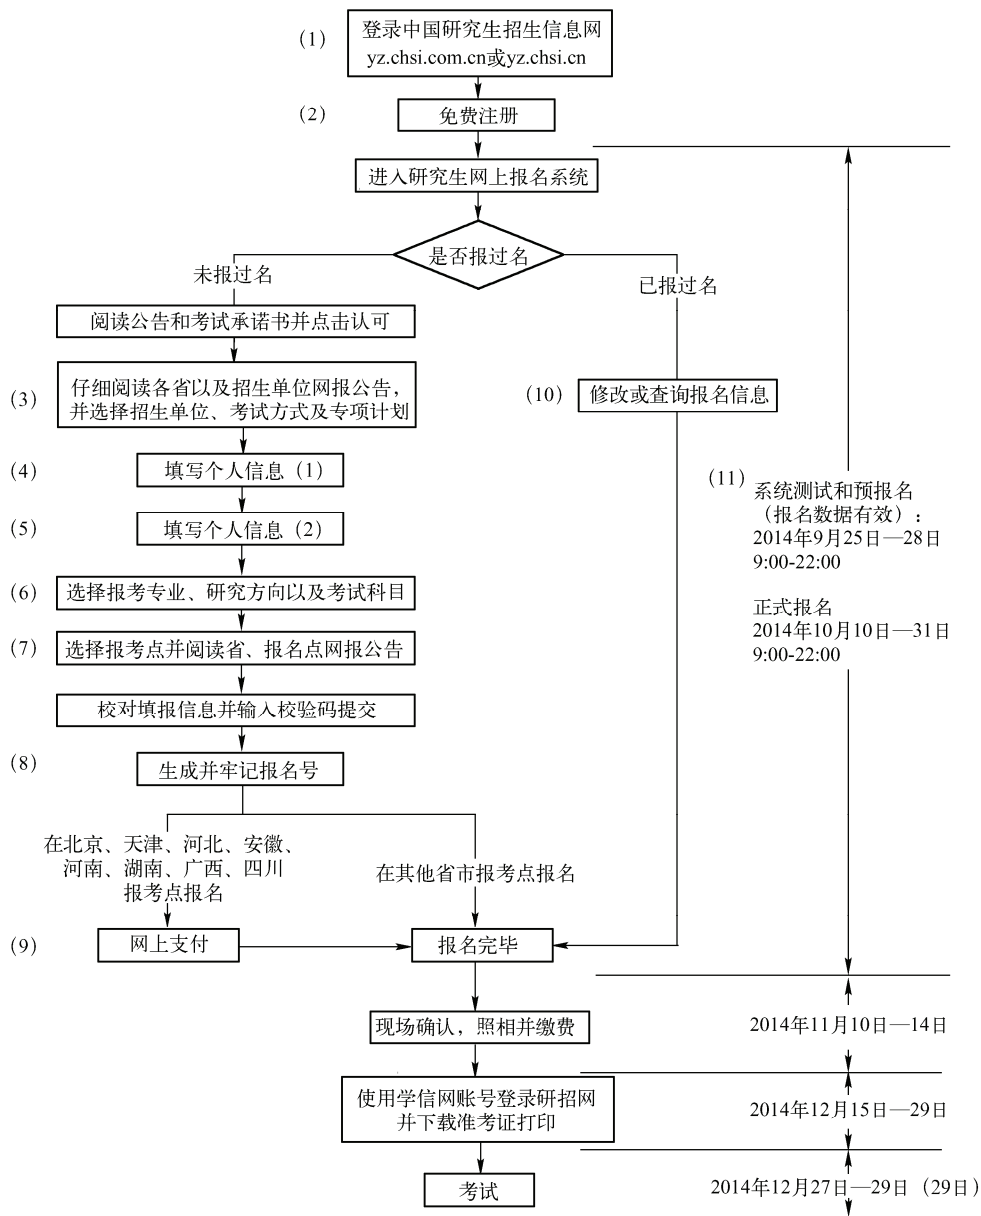 （1）
登录中国研究生招生信息网
yz.chsi.com.cn或yz.chsi.cn
（2）
免费注册
进入研究生网上报名系统
是否报过名
未报过名
已报过名
阅读公告和考试承诺书并点击认可
（3）
仔细阅读各省以及招生单位网报公告，
并选择招生单位、考试方式及专项计划
（10）
修改或查询报名信息
（4）
填写个人信息（1）
（5）
填写个人信息（2）
（6）
选择报考专业、研究方向以及考试科目
（7）
选择报考点并阅读省、报名点网报公告
校对填报信息并输入校验码提交
（8）
生成并牢记报名号
（11）
系统测试和预报名
（报名数据有效）：
2014年9月25日—28日
9:00-22:00
正式报名
2014年10月10日—31日
9:00-22:00
在北京、天津、河北、安徽、
河南、湖南、广西、四川
报考点报名
在其他省市报考点报名
（9）
网上支付
报名完毕
现场确认，照相并缴费
2014年11月10日—14日
使用学信网账号登录研招网
并下载准考证打印
2014年12月15日—29日
考试
2014年12月27日—29日（29日）